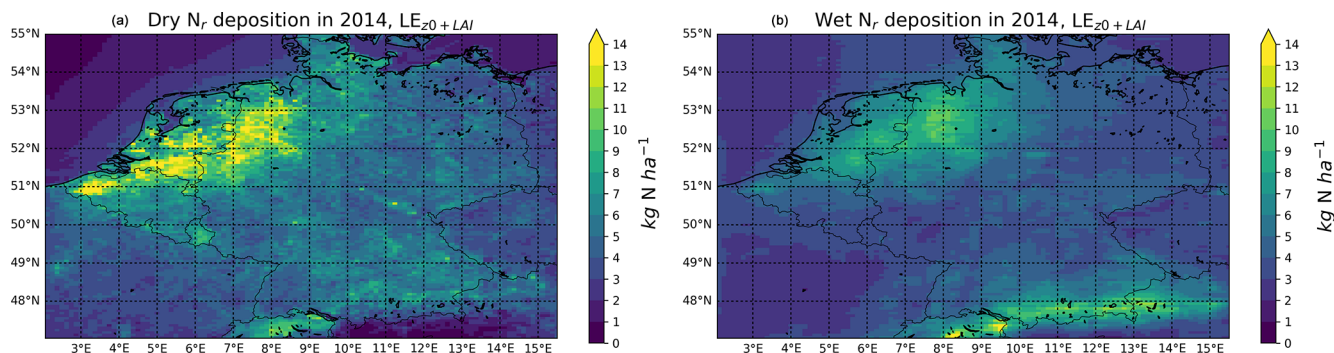 (a) Dry Nr deposition in 2014, LEz0+LAI
55°N
54°N
53°N
52°N
51°N
50°N
49°N
48°N
3°E 4°E 5°E 6°E 7°E 8°E 9°E 10°E 11°E 12°E 13°E 14°E 15°E
14
13
12
11
10
9
8
7
6
5
4
3
2
1
0
kg N ha−1
(b) Wet Nr deposition in 2014, LEz0+LAI
55°N
54°N
53°N
52°N
51°N
50°N
49°N
48°N
3°E 4°E 5°E 6°E 7°E 8°E 9°E 10°E 11°E 12°E 13°E 14°E 15°E
14
13
12
11
10
9
8
7
6
5
4
3
2
1
0
kg N ha−1